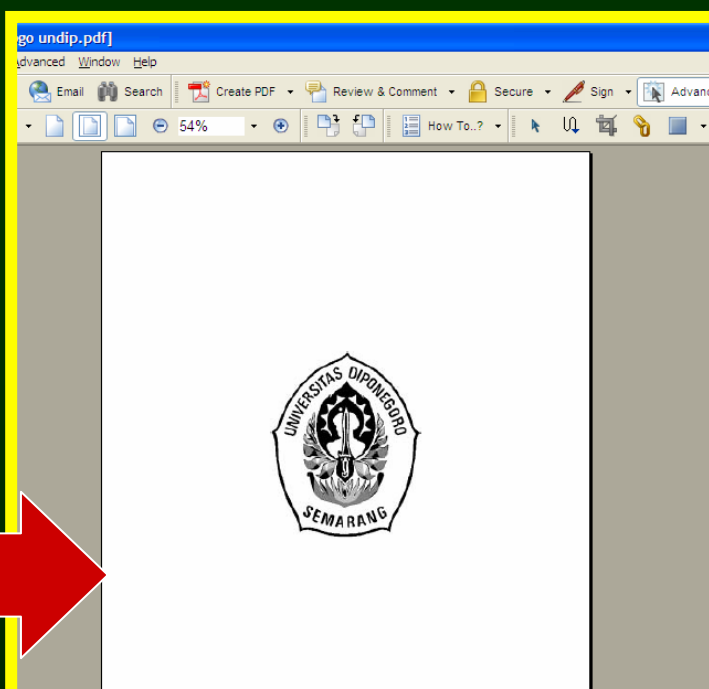 go undip.pdf]
Advanced Window Help
Email Search Create PDF Review & Comment Secure Sign Advanc
54% How To..?
UNIVERSITAS DIPONEGORO
SEMARANG